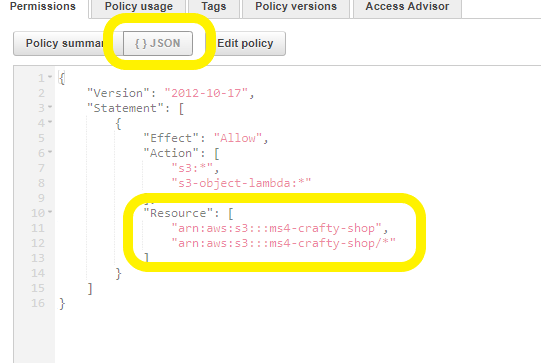 Permissions Policy usage Tags Policy versions Access Advisor
Policy summar { } JSON Edit policy
1 {
2 "Version": "2012-10-17",
3 "Statement": [
4 {
5 "Effect": "Allow",
6 "Action": [
7 "s3:*",
8 "s3-object-lambda:*"
9 ],
10 "Resource": [
11 "arn:aws:s3:::ms4-crafty-shop",
12 "arn:aws:s3:::ms4-crafty-shop/*"
13 ]
14 }
15 ]
16 }